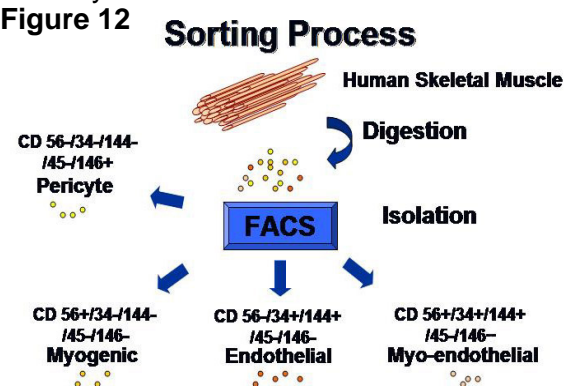 Figure 12
Sorting Process
Human Skeletal Muscle
Digestion
CD 56-/34-/144-
/45-/146+
Pericyte
FACS
Isolation
CD 56+/34-/144-
/45-/146-
Myogenic
CD 56-/34+/144+
/45-/146-
Endothelial
CD 56+/34+/144+
/45-/146–
Myo-endothelial